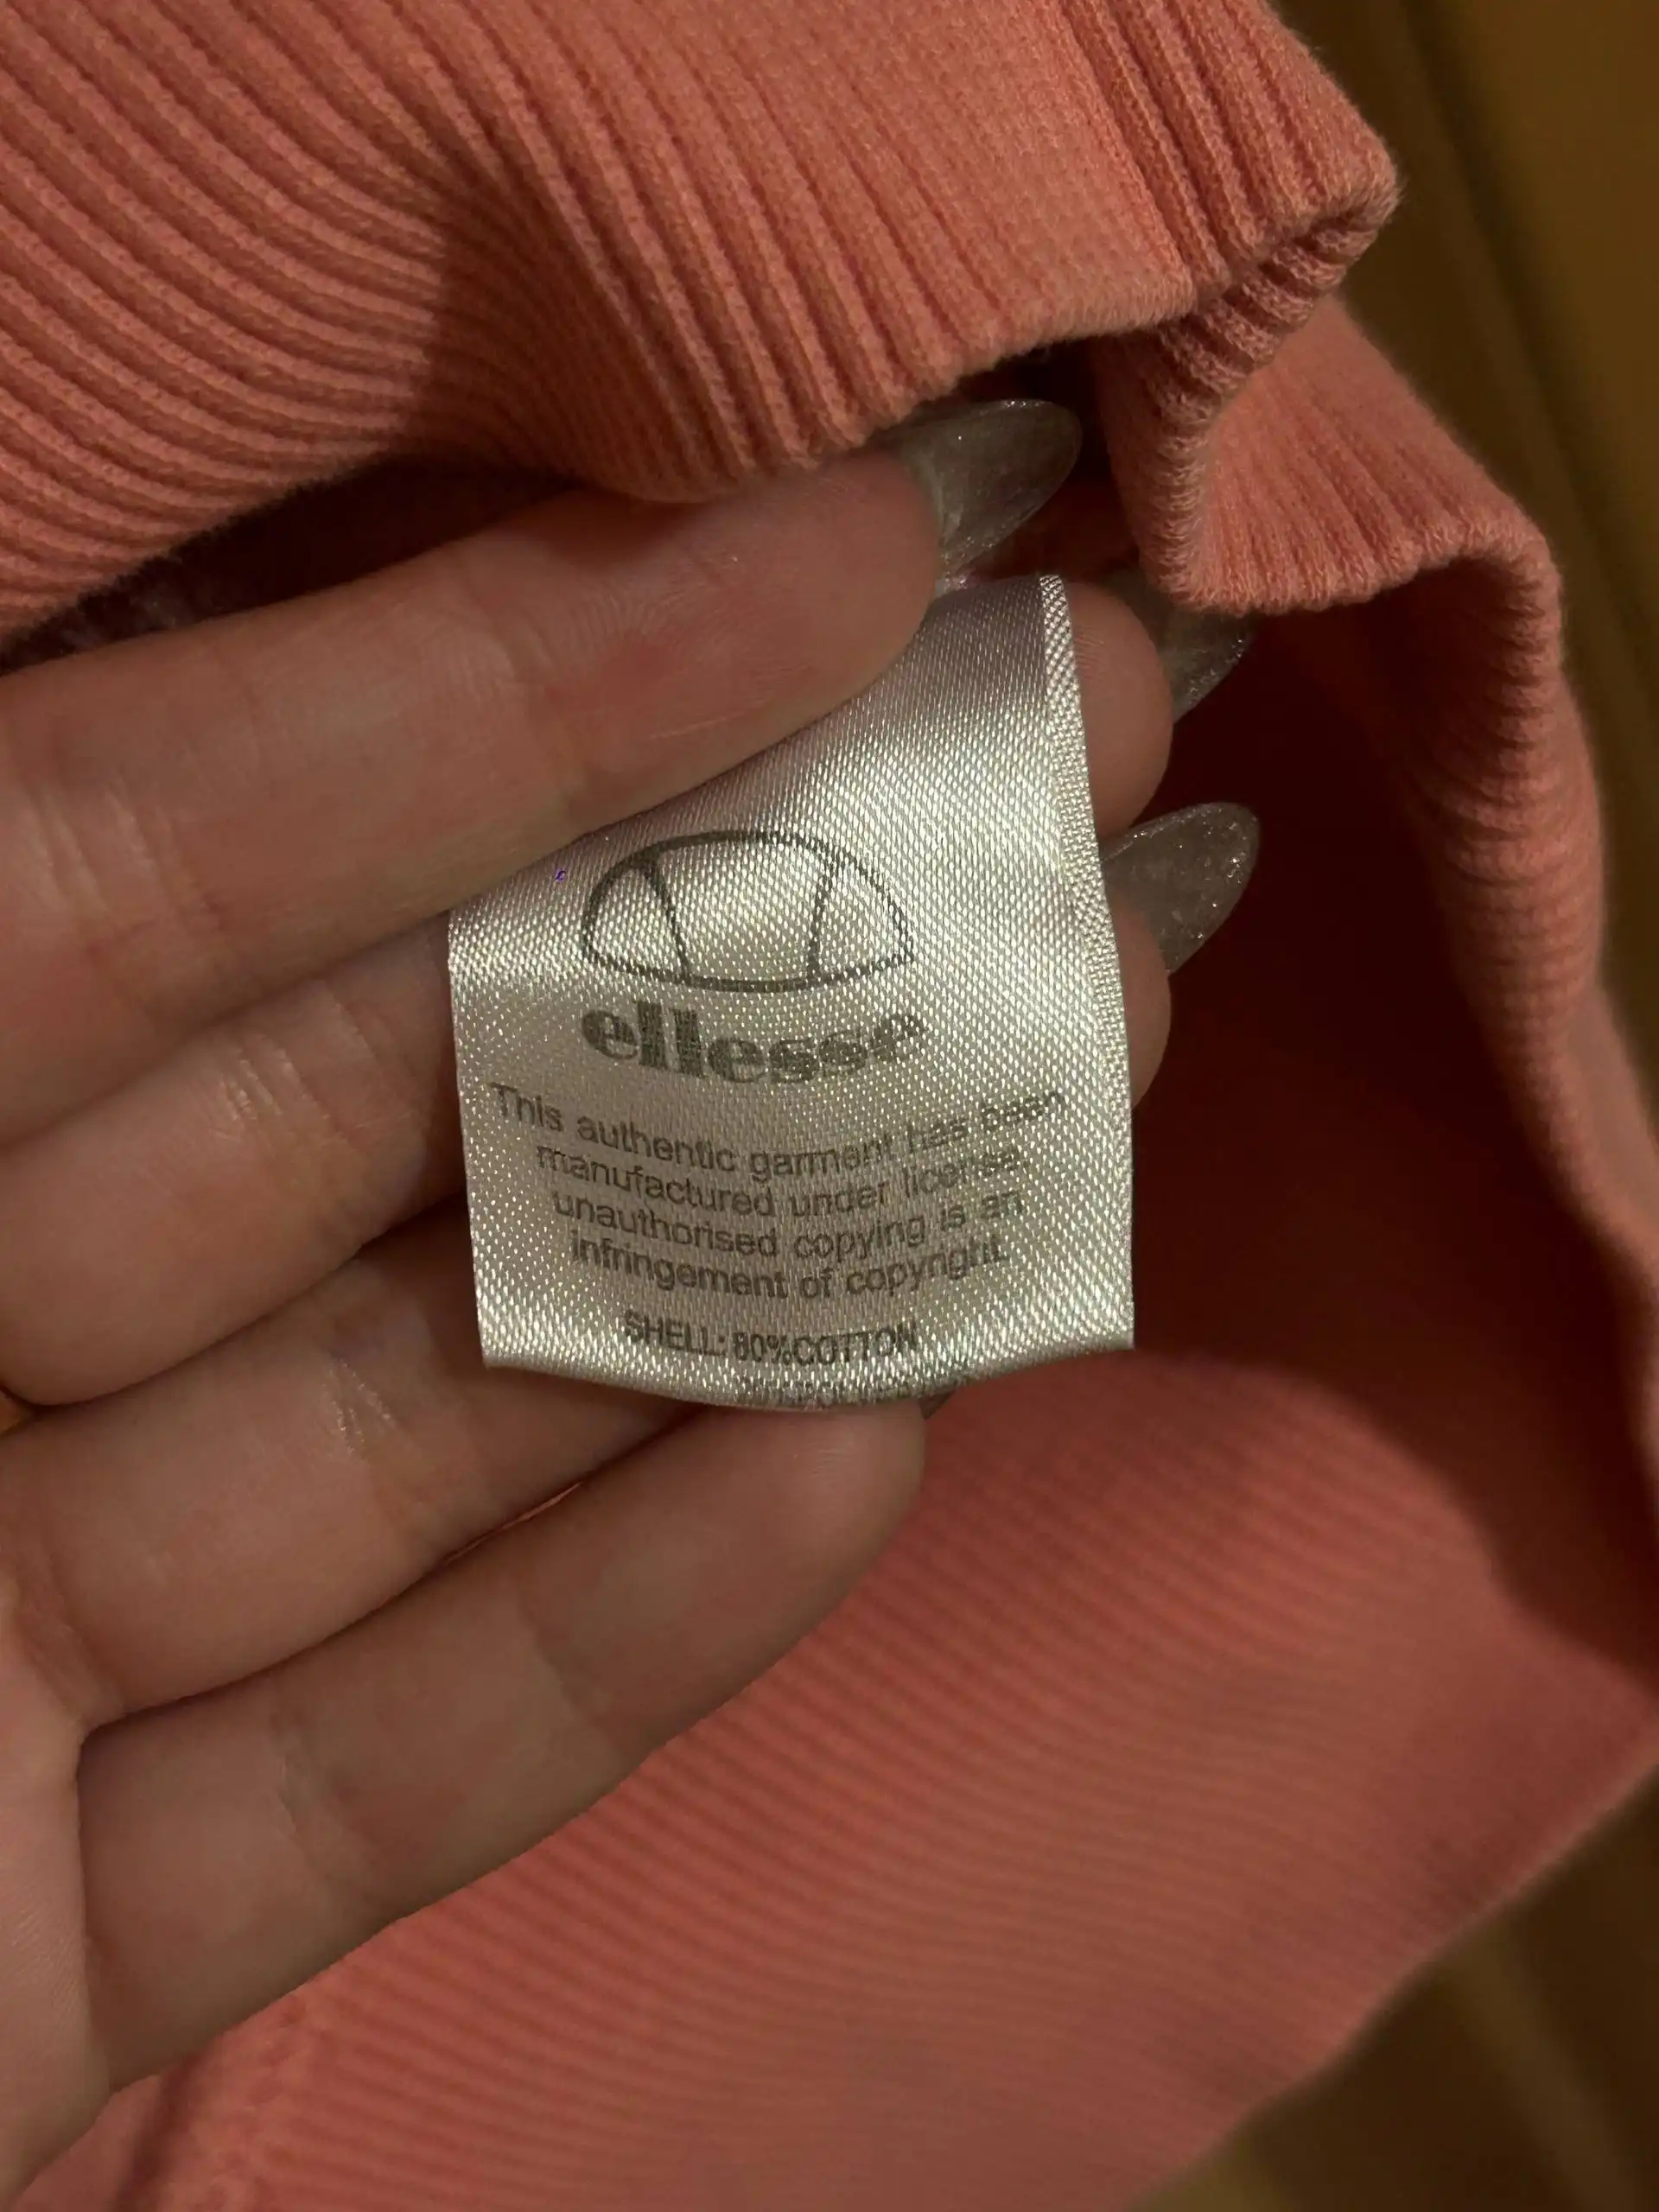 ellesse
This authentic garment has been
manufactured under license,
unauthorised copying is an
infringement of copyright.
SHELL: 80%COTTON